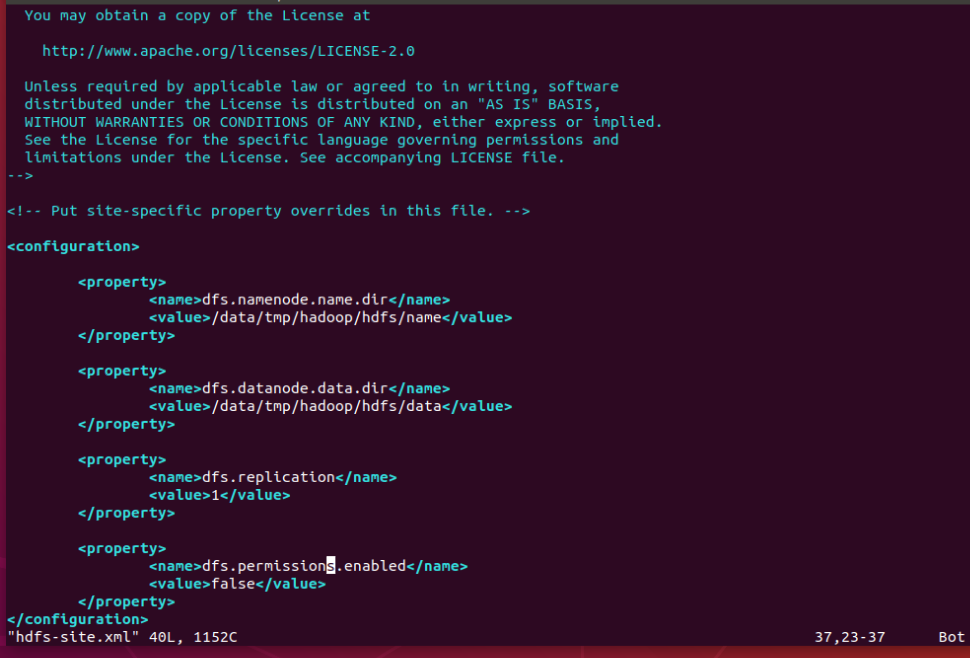 You may obtain a copy of the License at
http://www.apache.org/licenses/LICENSE-2.0
Unless required by applicable law or agreed to in writing, software
distributed under the License is distributed on an "AS IS" BASIS,
WITHOUT WARRANTIES OR CONDITIONS OF ANY KIND, either express or implied.
See the License for the specific language governing permissions and
limitations under the License. See accompanying LICENSE file.
-->
<!-- Put site-specific property overrides in this file. -->
<configuration>
<property>
<name>dfs.namenode.name.dir</name>
<value>/data/tmp/hadoop/hdfs/name</value>
</property>
<property>
<name>dfs.datanode.data.dir</name>
<value>/data/tmp/hadoop/hdfs/data</value>
</property>
<property>
<name>dfs.replication</name>
<value>1</value>
</property>
<property>
<name>dfs.permissions.enabled</name>
<value>false</value>
</property>
</configuration>
"hdfs-site.xml" 40L, 1152C 37,23-37 Bot